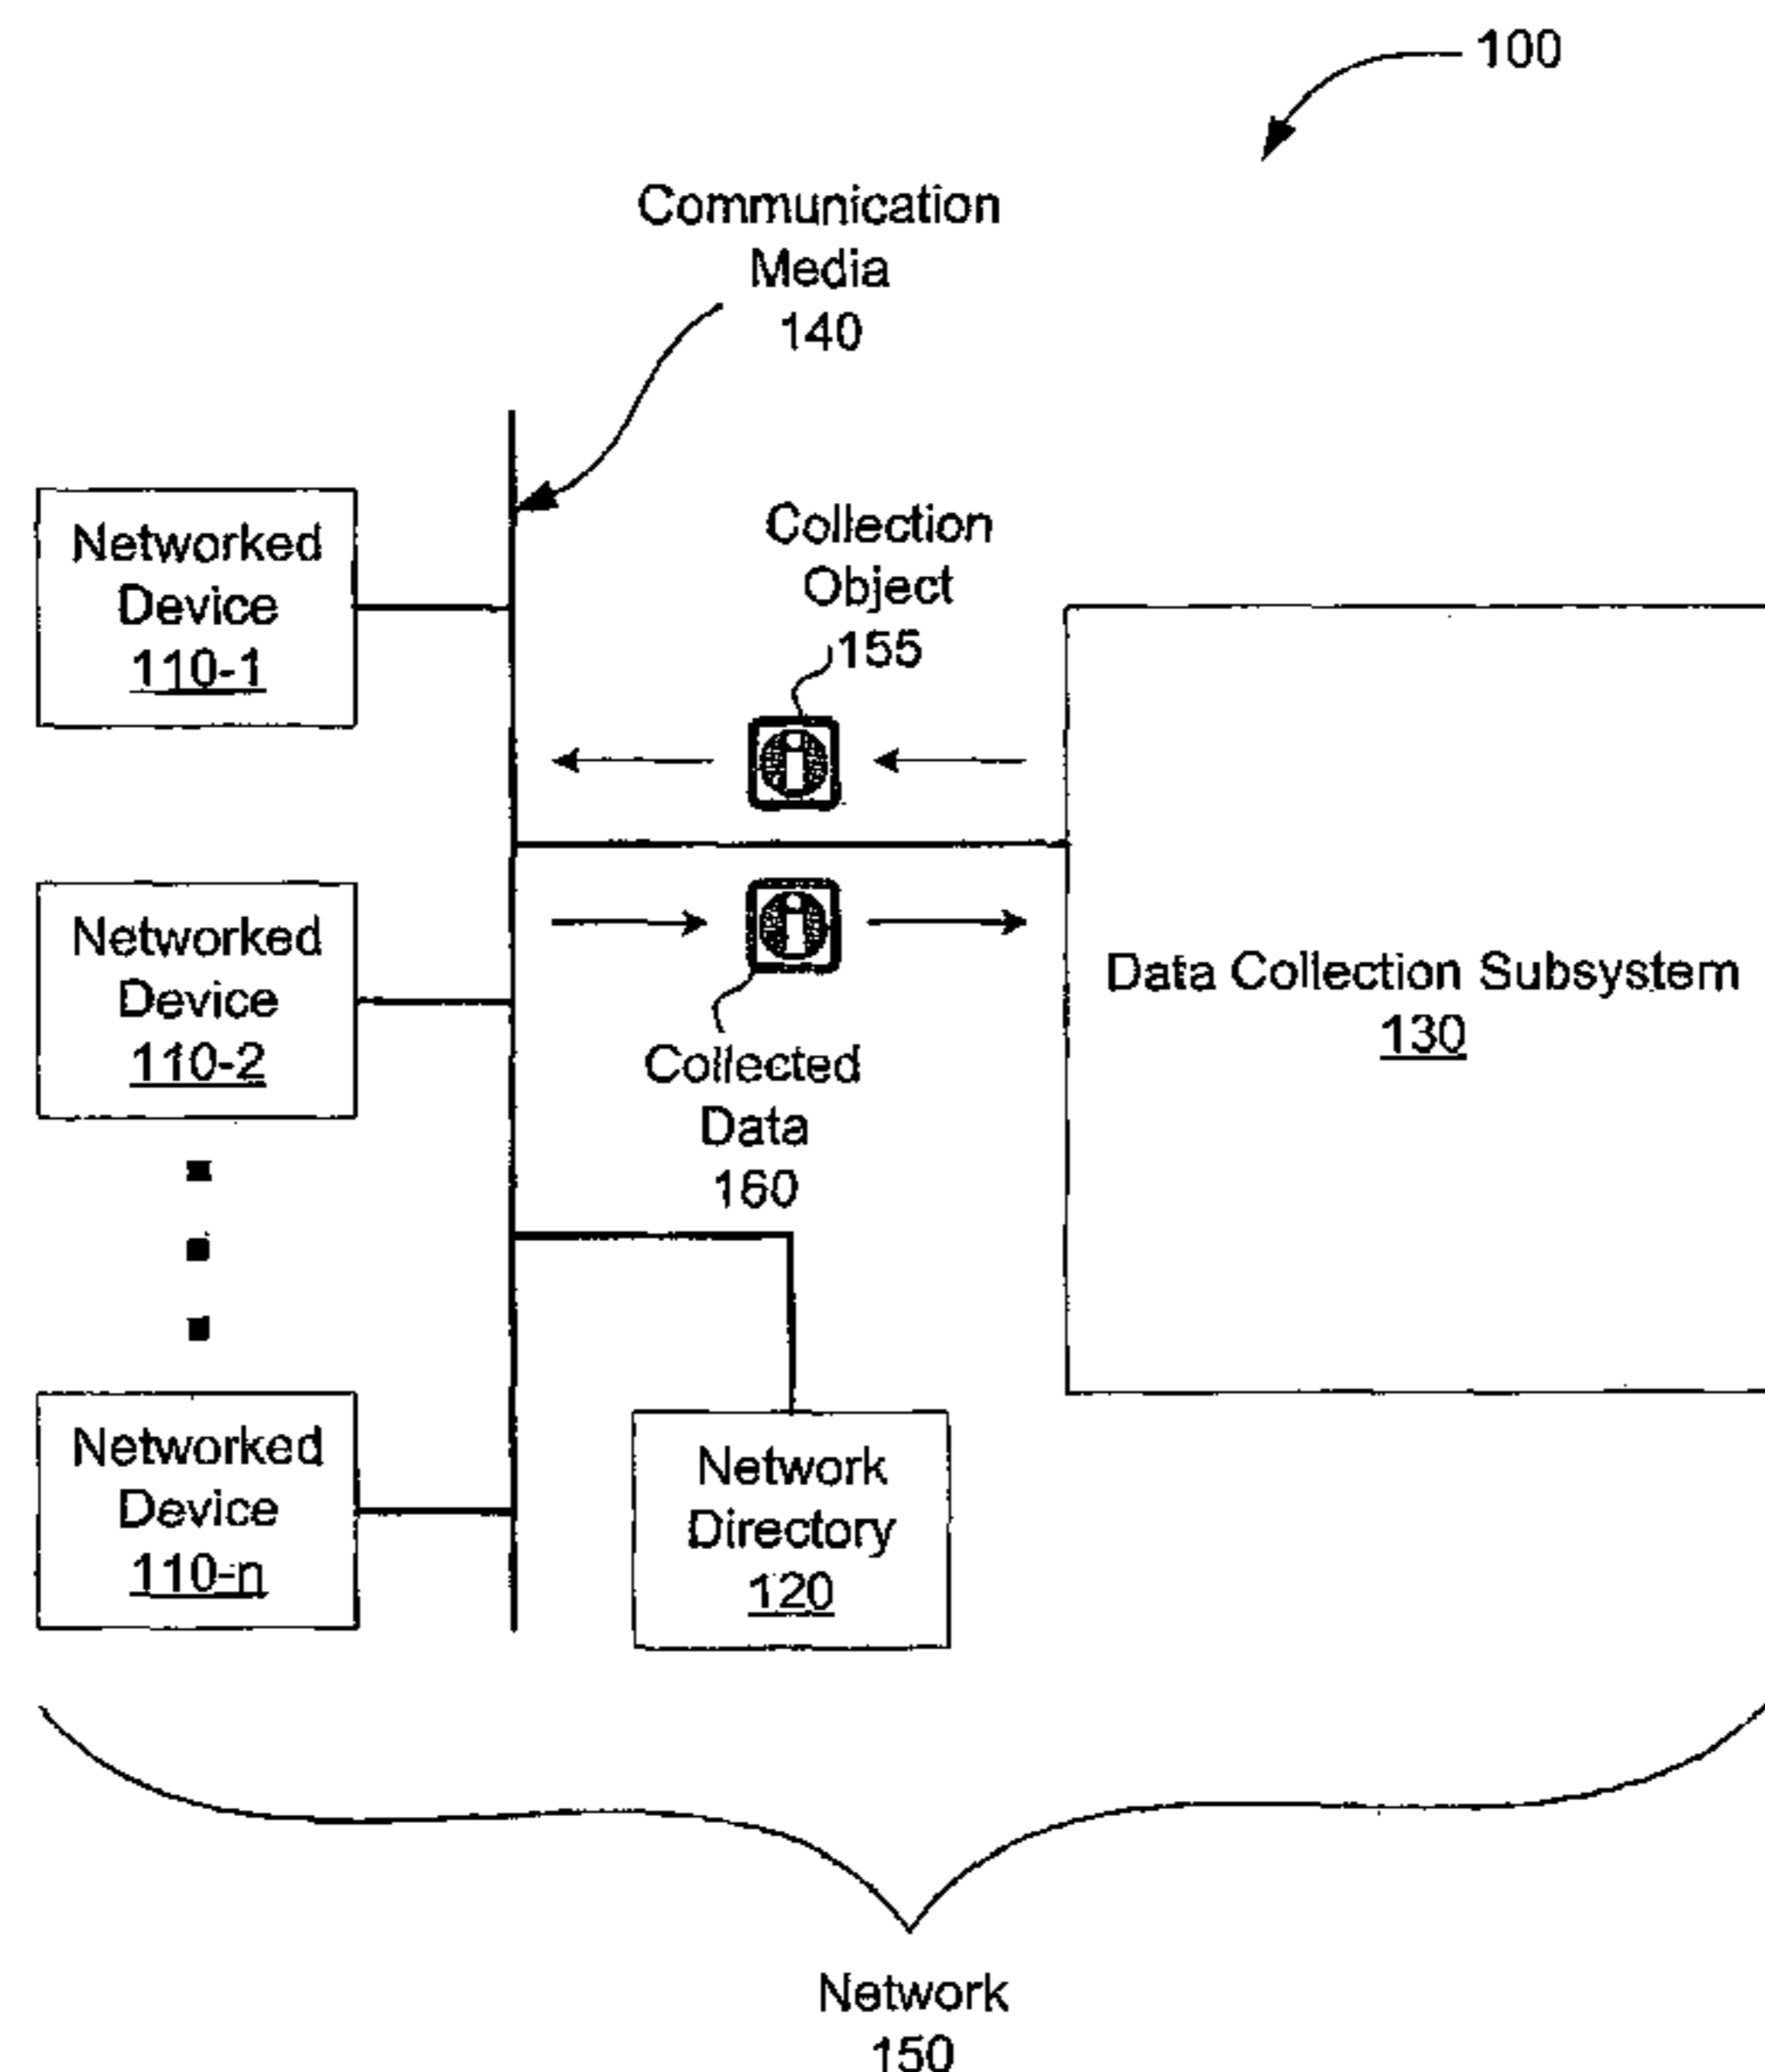 100
Communication
Media
140
Networked
Device
110-1
Collection
Object
155
Networked
Device
110-2
Data Collection Subsystem
130
Collected
Data
160
Networked
Device
110-n
Network
Directory
120
Network
150